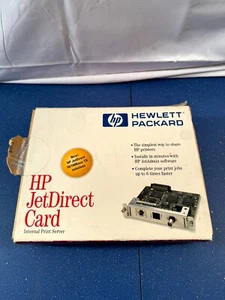 hp
HEWLETT
PACKARD
• The simplest way to share
HP printers
• Installs in minutes with
HP JetAdmin software
• Complete your print jobs
up to 6 times faster
HP
JetDirect
Card
Internal Print Server